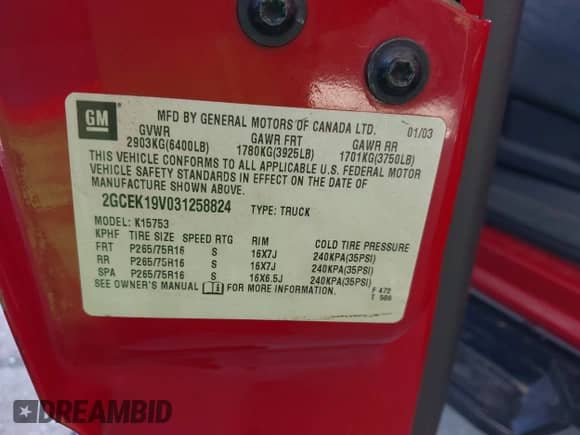 GM
MFD BY GENERAL MOTORS OF CANADA LTD. 01/03
GVWR GAWR FRT GAWR RR
2903KG(6400LB) 1780KG(3925LB) 1701KG(3750LB)
THIS VEHICLE CONFORMS TO ALL APPLICABLE U.S. FEDERAL MOTOR
VEHICLE SAFETY STANDARDS IN EFFECT ON THE DATE OF
MANUFACTURE SHOWN ABOVE.
2GCEK19V031258824 TYPE: TRUCK
MODEL: K15753
KPHF TIRE SIZE SPEED RTG RIM COLD TIRE PRESSURE
FRT P265/75R16 S 16X7J 240KPA(35PSI)
RR P265/75R16 S 16X7J 240KPA(35PSI)
SPA P265/75R16 S 16X6.5J 240KPA(35PSI)
SEE OWNER'S MANUAL FOR MORE INFORMATION
F 472
T 586
DREAMBID